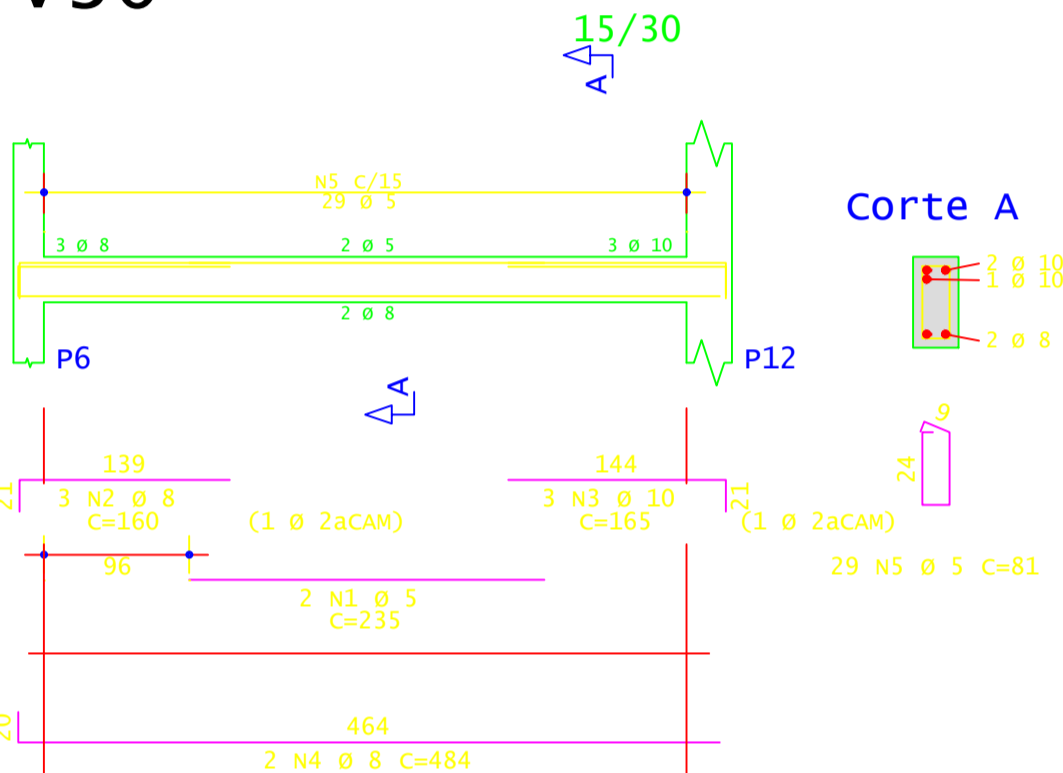 15/30
A
N5 C/15
29 Ø 5
Corte A
3 Ø 8
2 Ø 5
3 Ø 10
2 Ø 10
1 Ø 10
2 Ø 8
2 Ø 8
P6
P12
A
139
144
9
24
21
3 N2 Ø 8
3 N3 Ø 10
21
C=160
(1 Ø 2aCAM)
C=165
(1 Ø 2aCAM)
96
29 N5 Ø 5 C=81
2 N1 Ø 5
C=235
464
20
2 N4 Ø 8 C=484